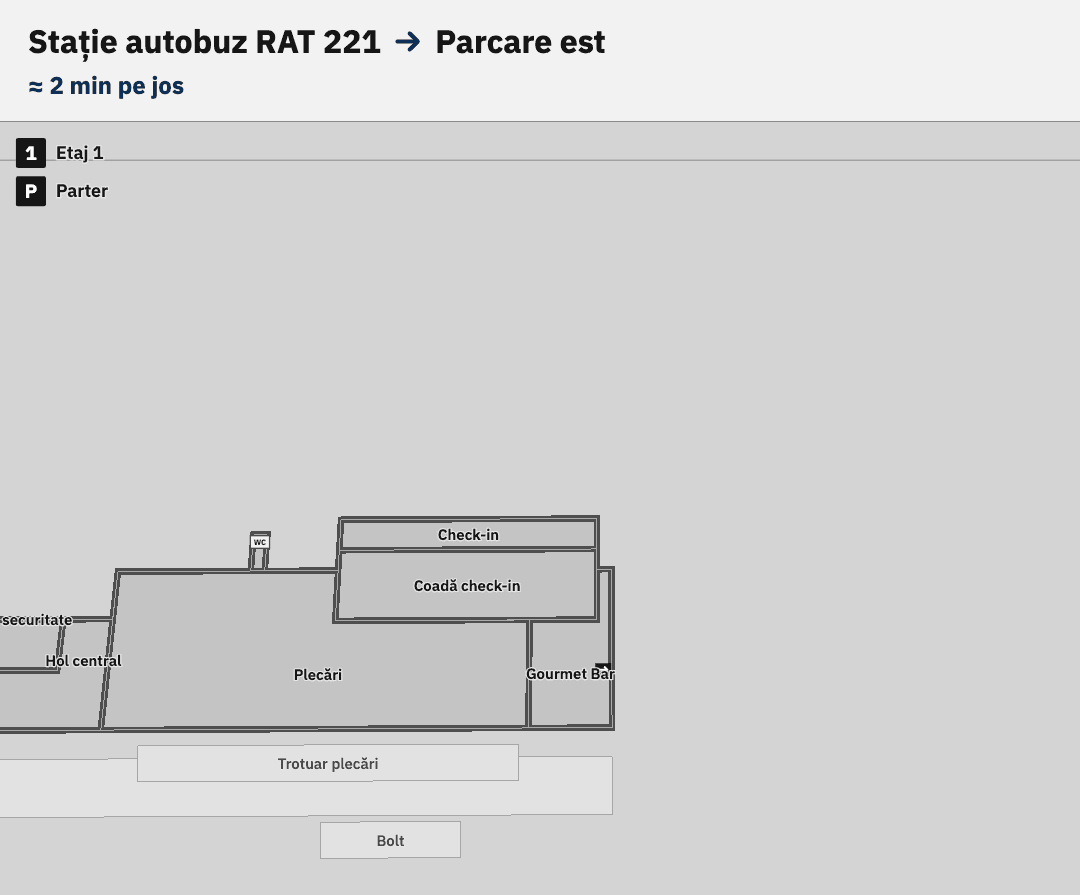 Stație autobuz RAT 221 → Parcare est
≈ 2 min pe jos
1 Etaj 1
P Parter
Check-in
wc
Coadă check-in
securitate
Hol central
Plecări
Gourmet Bar
Trotuar plecări
Bolt